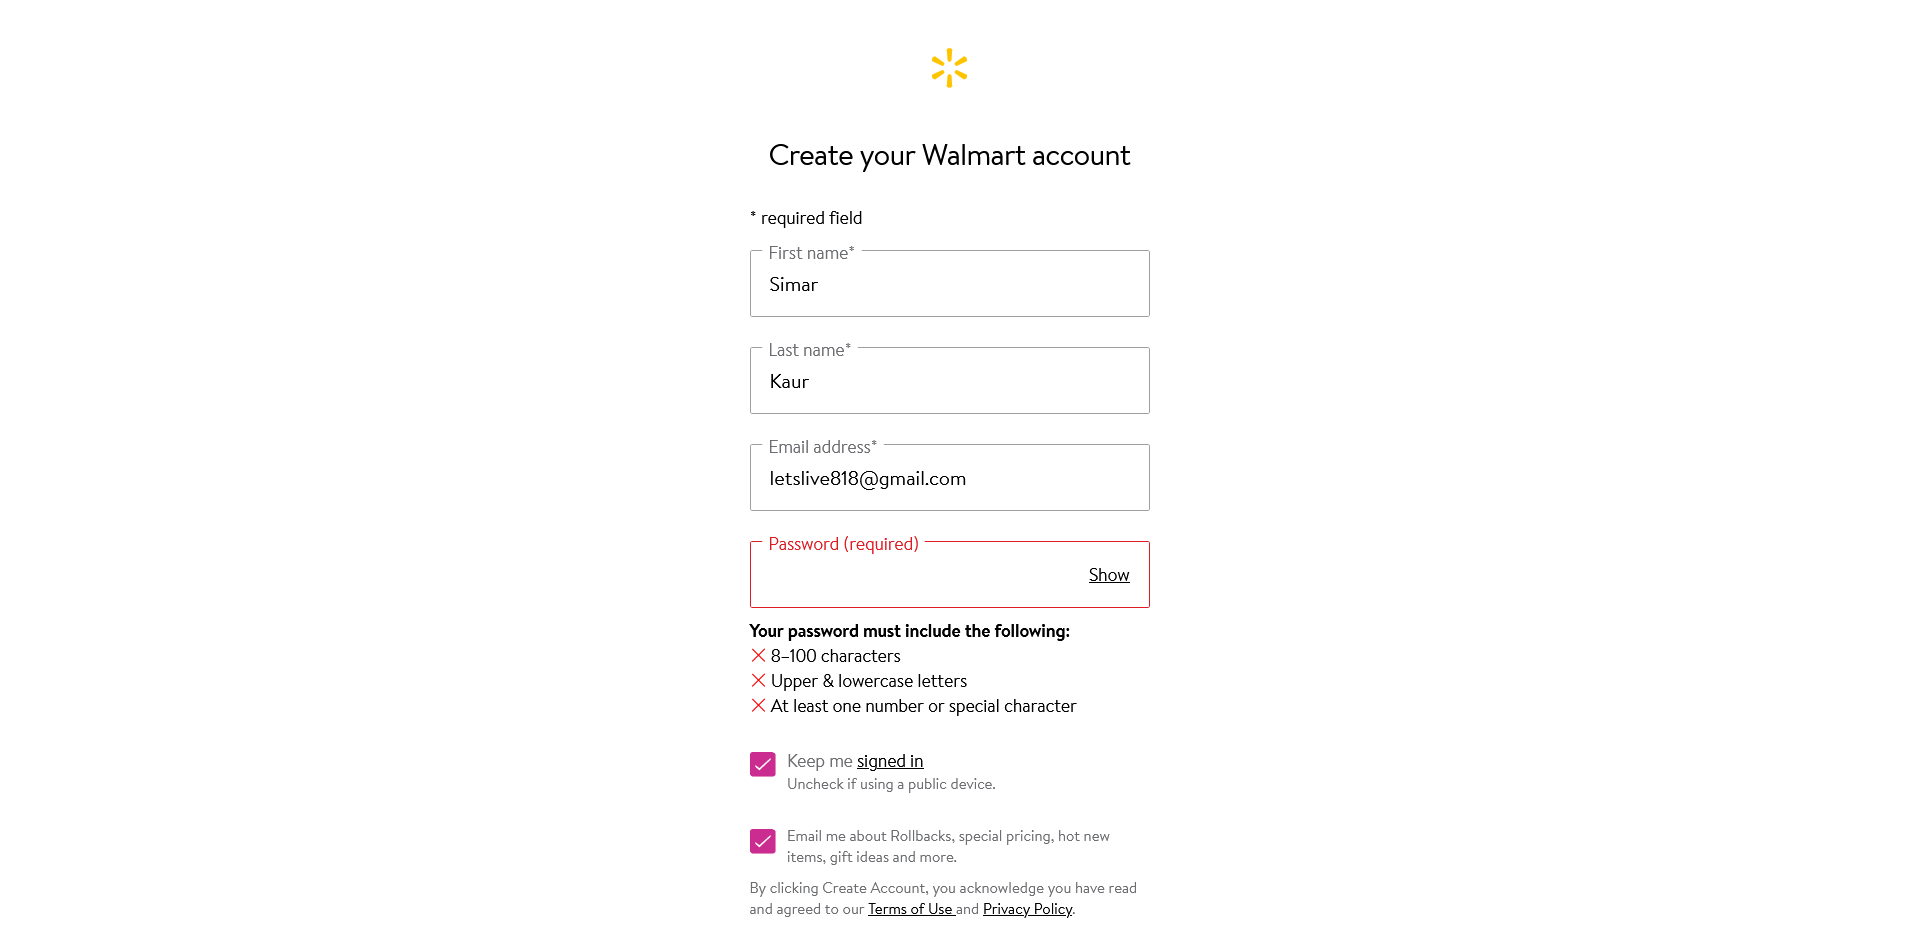 Create your Walmart account
* required field
First name*
Simar
Last name*
Kaur
Email address*
letslive818@gmail.com
Password (required)
Show
Your password must include the following:
8–100 characters
Upper & lowercase letters
At least one number or special character
Keep me signed in
Uncheck if using a public device.
Email me about Rollbacks, special pricing, hot new
items, gift ideas and more.
By clicking Create Account, you acknowledge you have read
and agreed to our Terms of Use and Privacy Policy.